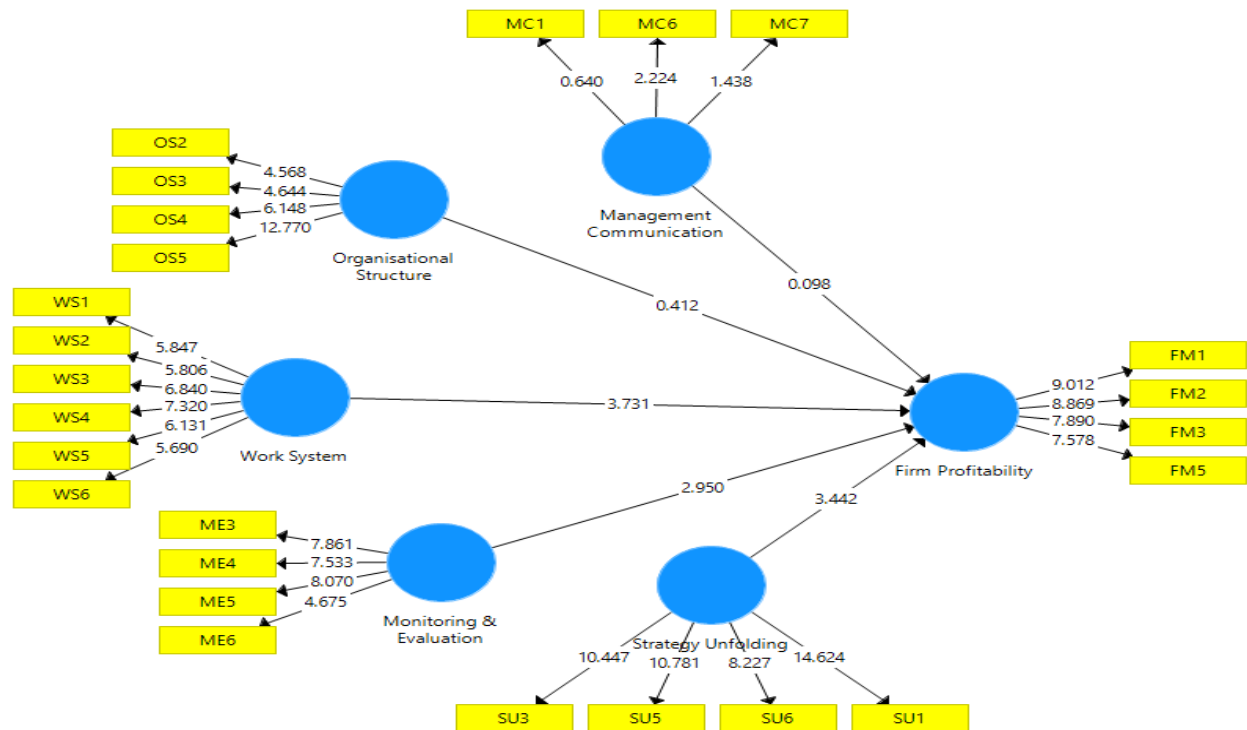 MC1 MC6 MC7
0.640 2.224 1.438
Management
Communication
OS2
OS3
OS4
OS5
4.568
4.644
6.148
12.770
Organisational
Structure
0.412
0.098
WS1
WS2
WS3
WS4
WS5
WS6
5.847
5.806
6.840
7.320
6.131
5.690
Work System
3.731
FM1
FM2
FM3
FM5
9.012
8.869
7.890
7.578
Firm Profitability
ME3
ME4
ME5
ME6
7.861
7.533
8.070
4.675
Monitoring &
Evaluation
2.950
3.442
Strategy Unfolding
10.447 10.781 8.227 14.624
SU3 SU5 SU6 SU1